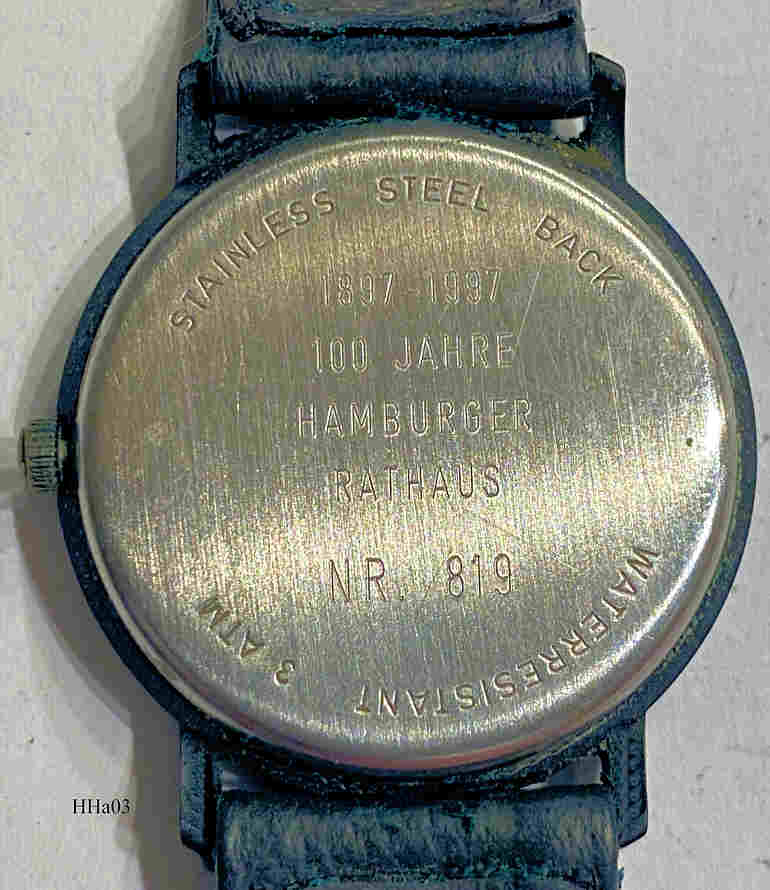 STAINLESS STEEL BACK
1897-1997
100 JAHRE
HAMBURGER
RATHAUS
NR. 819
WATERRESISTANT 3 ATM
HHa03